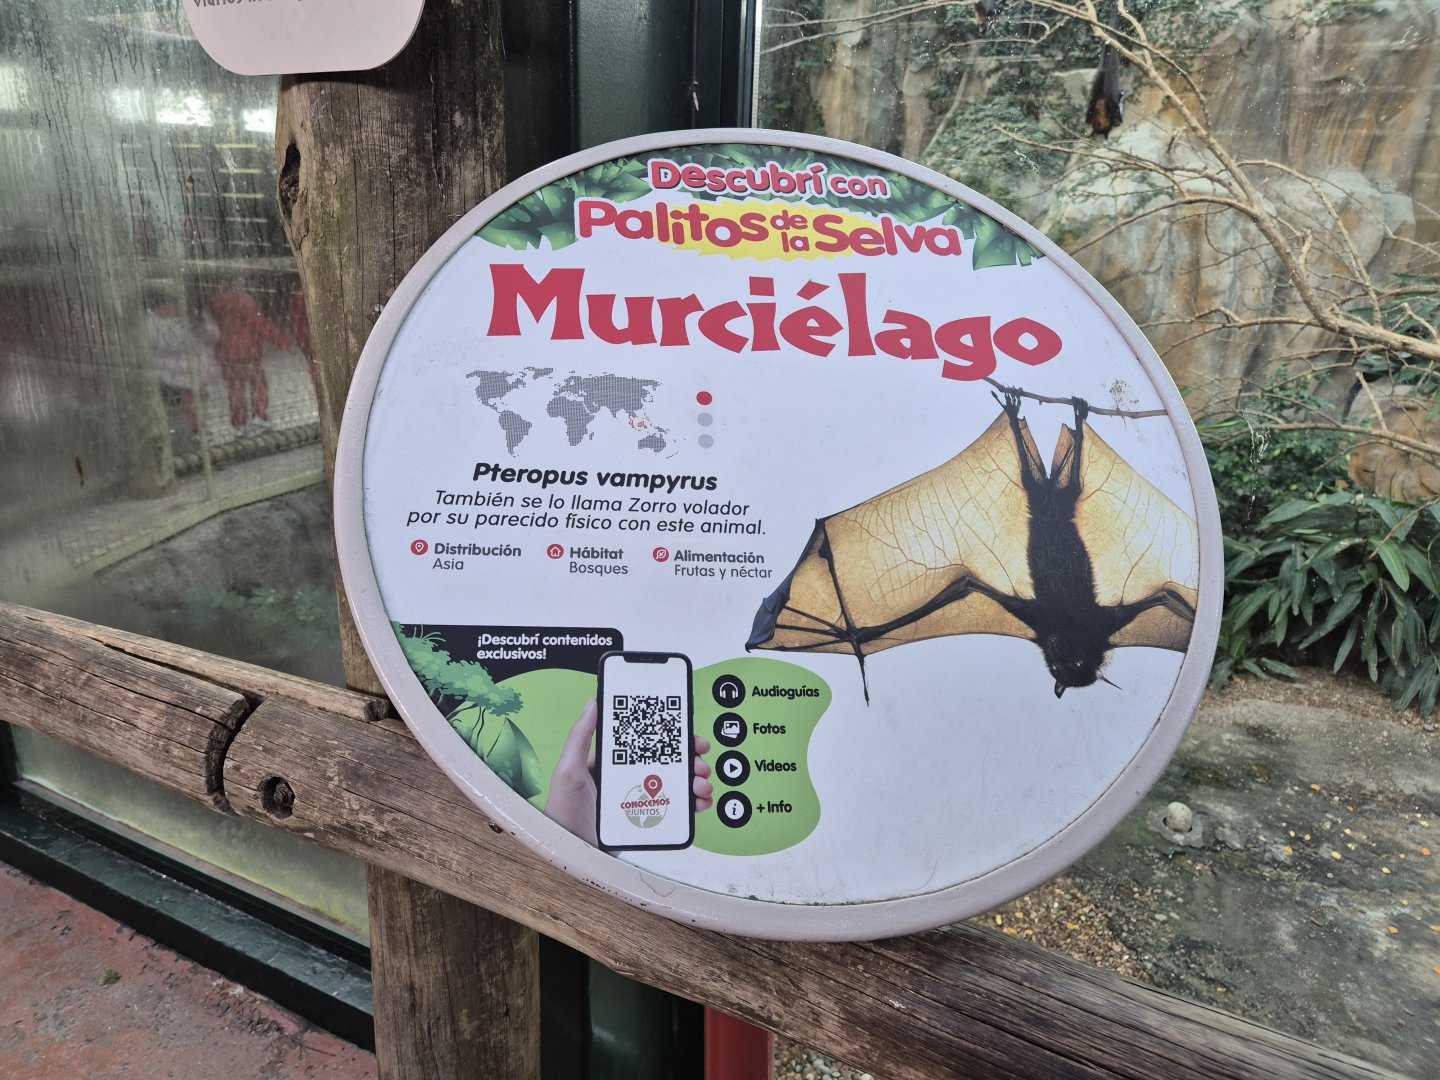 Descubrí con
Palitos de la Selva
Murciélago
Pteropus vampyrus
También se lo llama Zorro volador
por su parecido físico con este animal.
Distribución
Asia
Hábitat
Bosques
Alimentación
Frutas y néctar
¡Descubrí contenidos
exclusivos!
CONOCEMOS
JUNTOS
Audioguías
Fotos
Videos
+ Info